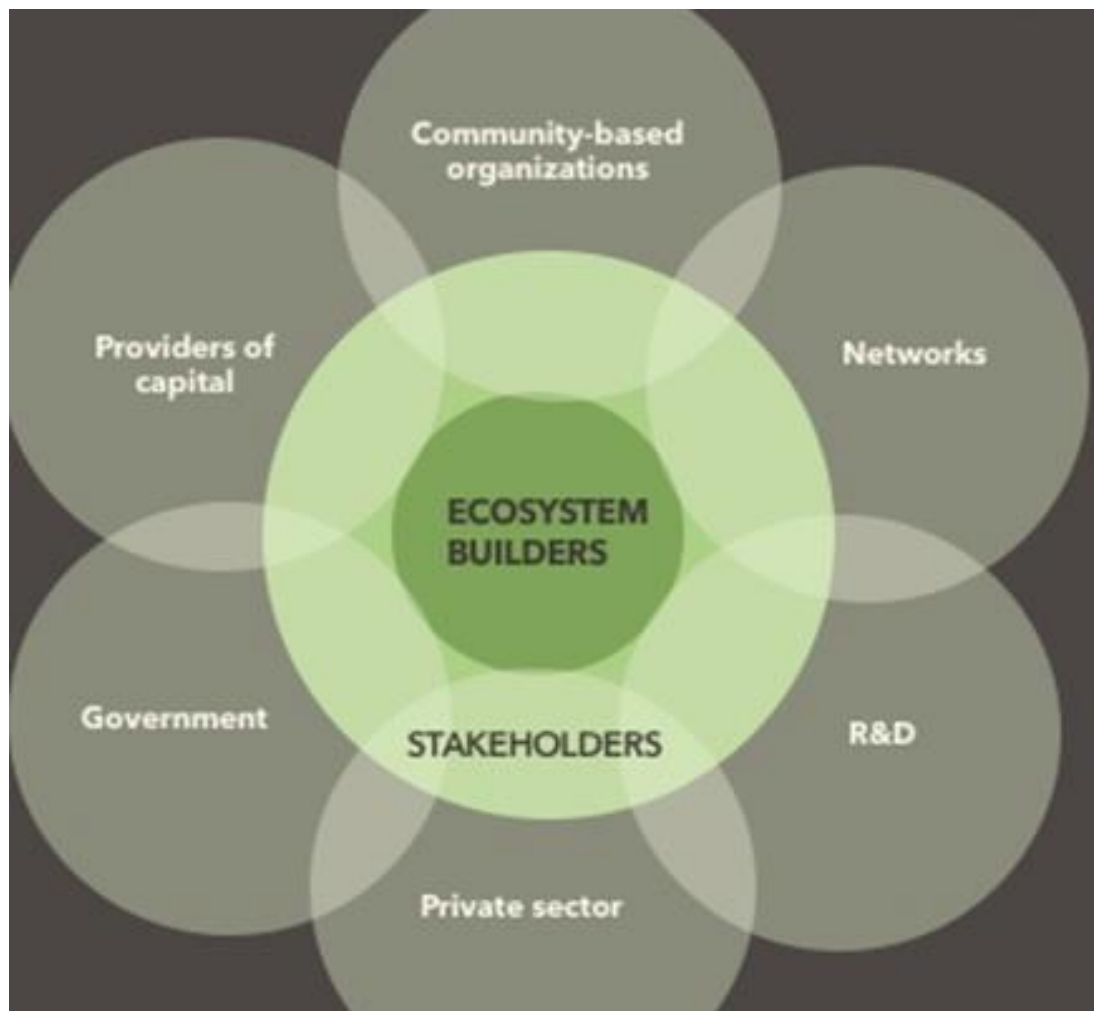 Community-based
organizations
Providers of
capital
Networks
ECOSYSTEM
BUILDERS
Government
STAKEHOLDERS
R&D
Private sector